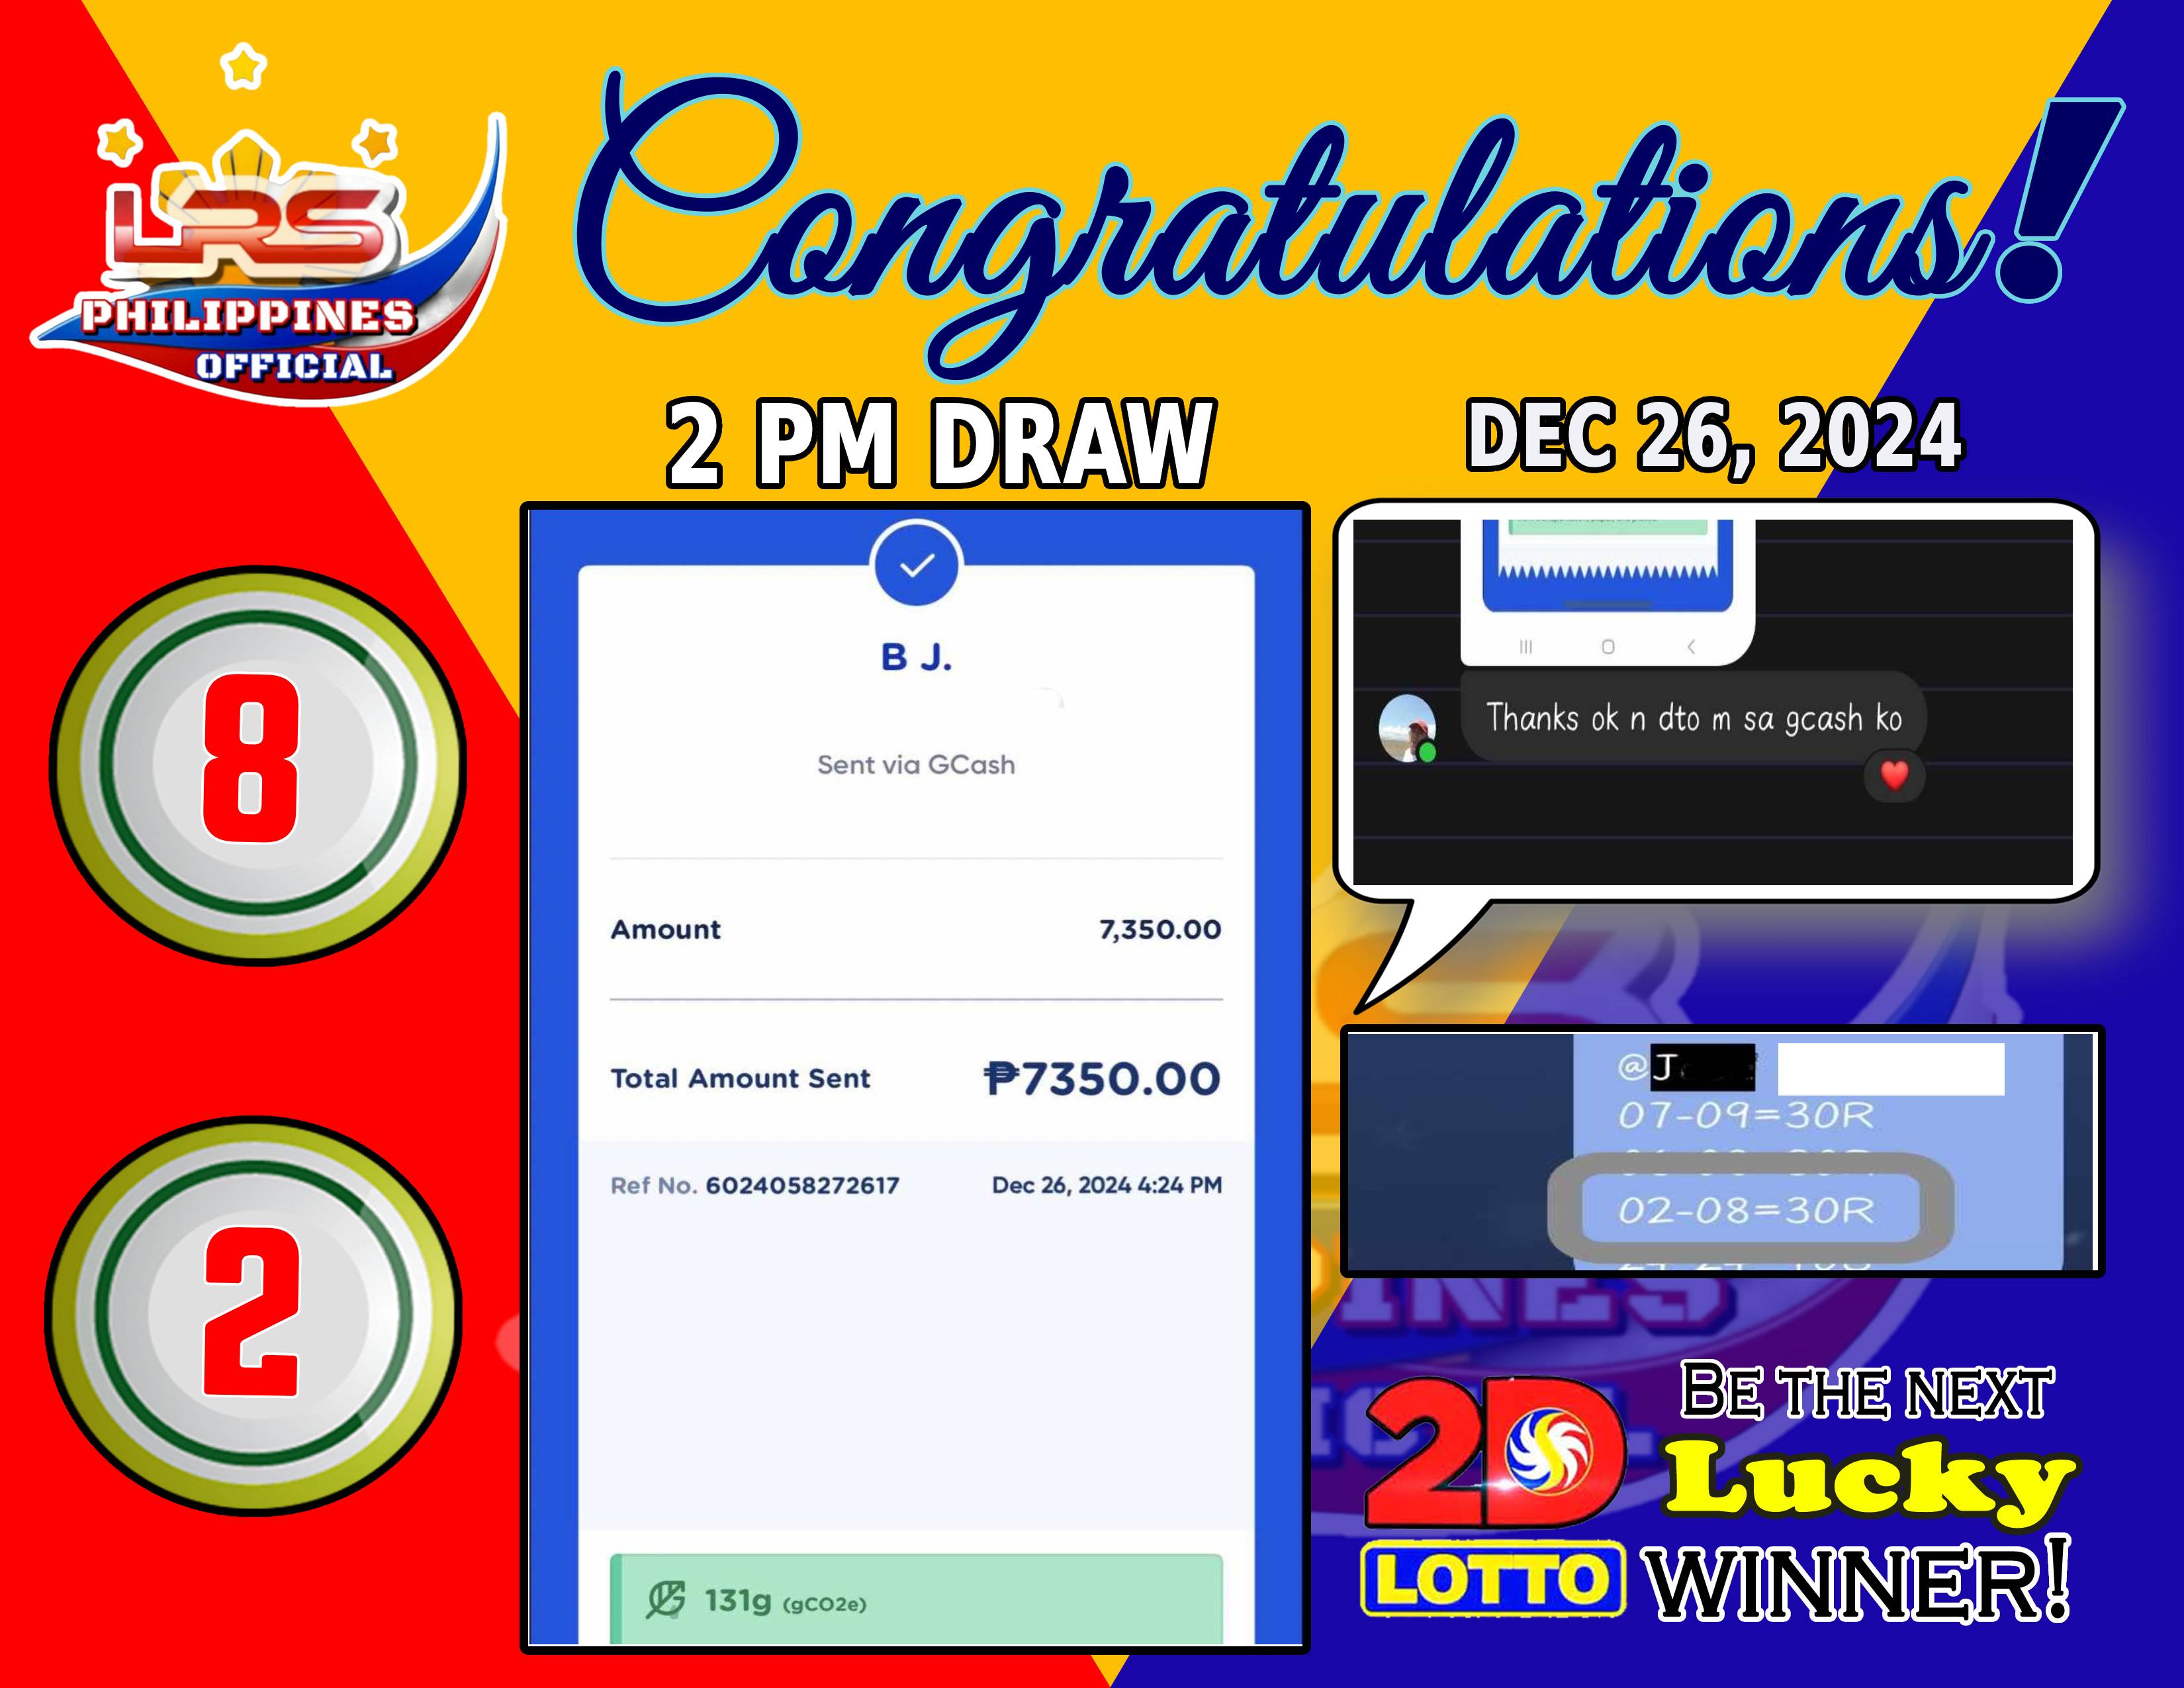 LRS
PHILIPPINES
OFFICIAL
Congratulations!
2 PM DRAW
DEC 26, 2024
8
2
B J.
Sent via GCash
Amount 7,350.00
Total Amount Sent ₱7350.00
Ref No. 6024058272617 Dec 26, 2024 4:24 PM
131g (gCO2e)
Thanks ok n dto m sa gcash ko
@J
07-09=30R
02-08=30R
2D
LOTTO
BE THE NEXT
Lucky
WINNER!